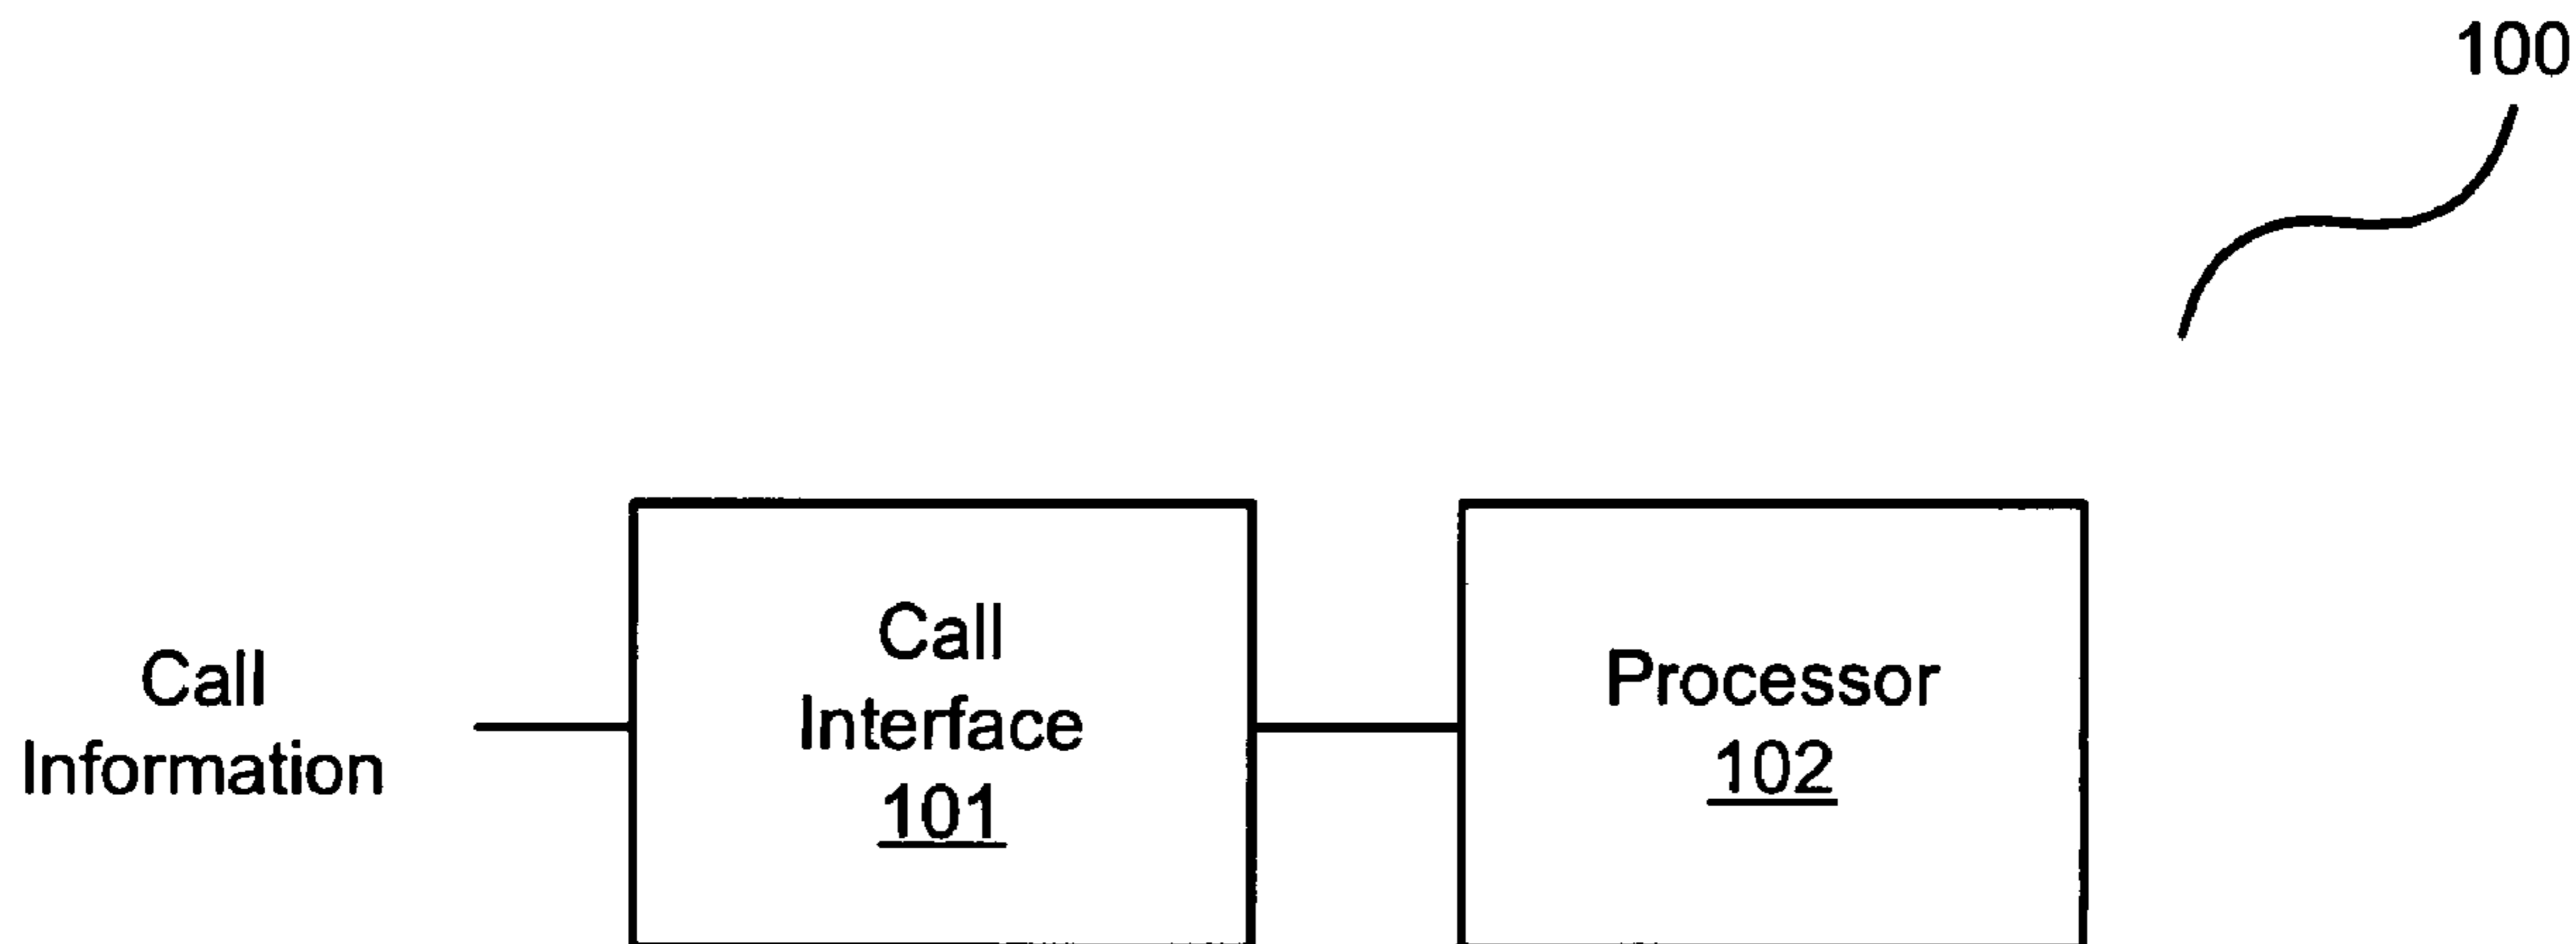 100
Call
Information
Call
Interface
101
Processor
102